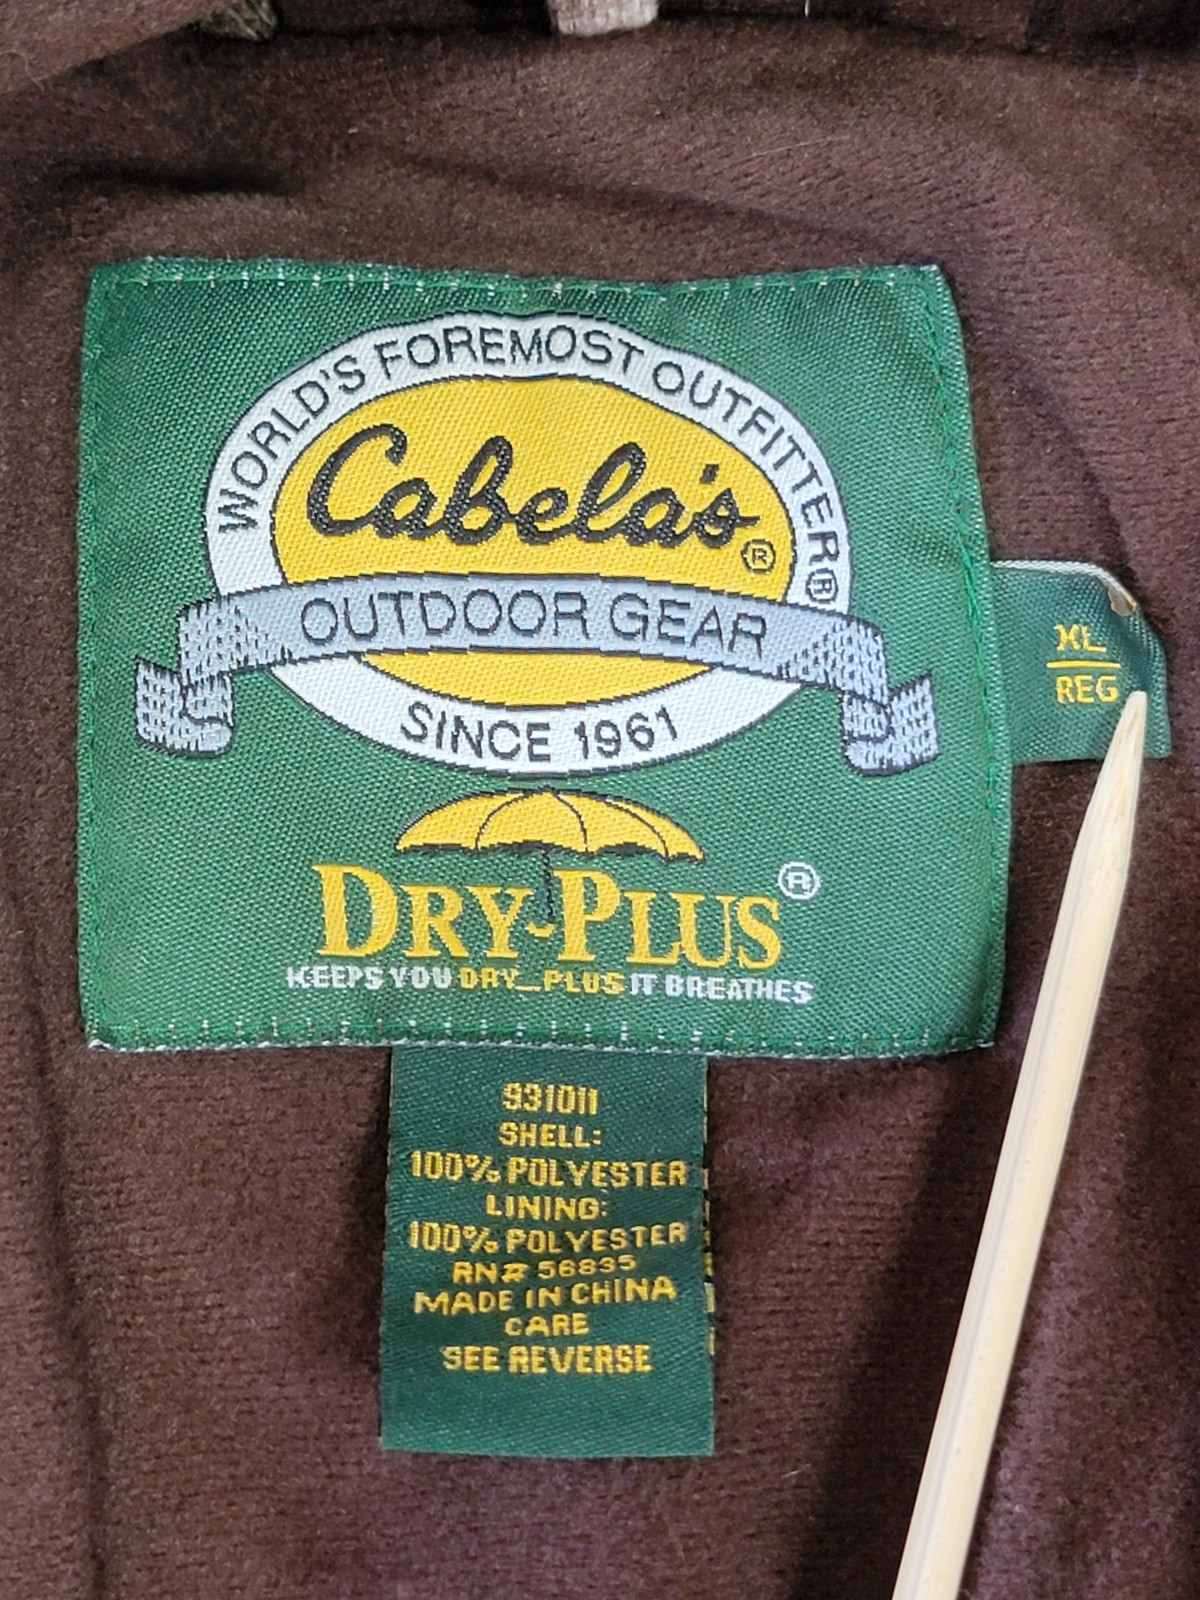 WORLD'S FOREMOST OUTFITTER®
Cabela's®
OUTDOOR GEAR
SINCE 1961
XL
REG
DRY-PLUS®
KEEPS YOU DRY_PLUS IT BREATHES
931011
SHELL:
100% POLYESTER
LINING:
100% POLYESTER
RN# 56835
MADE IN CHINA
CARE
SEE REVERSE